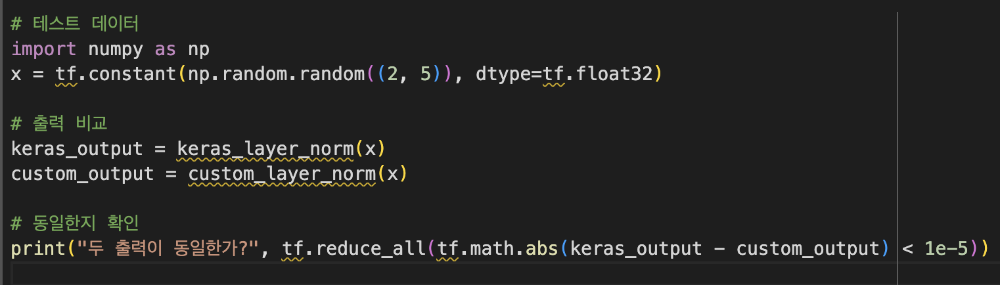 # 테스트 데이터
import numpy as np
x = tf.constant(np.random.random((2, 5)), dtype=tf.float32)
# 출력 비교
keras_output = keras_layer_norm(x)
custom_output = custom_layer_norm(x)
# 동일한지 확인
print("두 출력이 동일한가?", tf.reduce_all(tf.math.abs(keras_output - custom_output) < 1e-5))